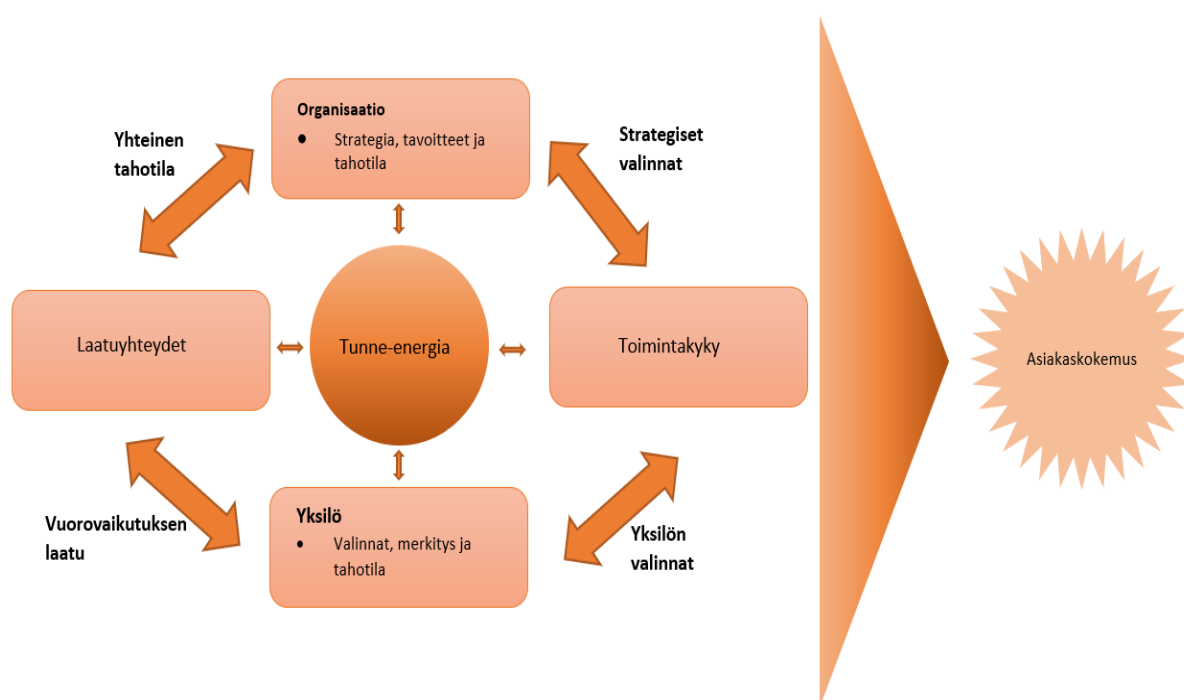 Organisaatio
• Strategia, tavoitteet ja
tahotila
Yhteinen
tahotila
Strategiset
valinnat
Laatuyhteydet
Tunne-energia
Toimintakyky
Asiakaskokemus
Vuorovaikutuksen
laatu
Yksilö
• Valinnat, merkitys ja
tahotila
Yksilön
valinnat